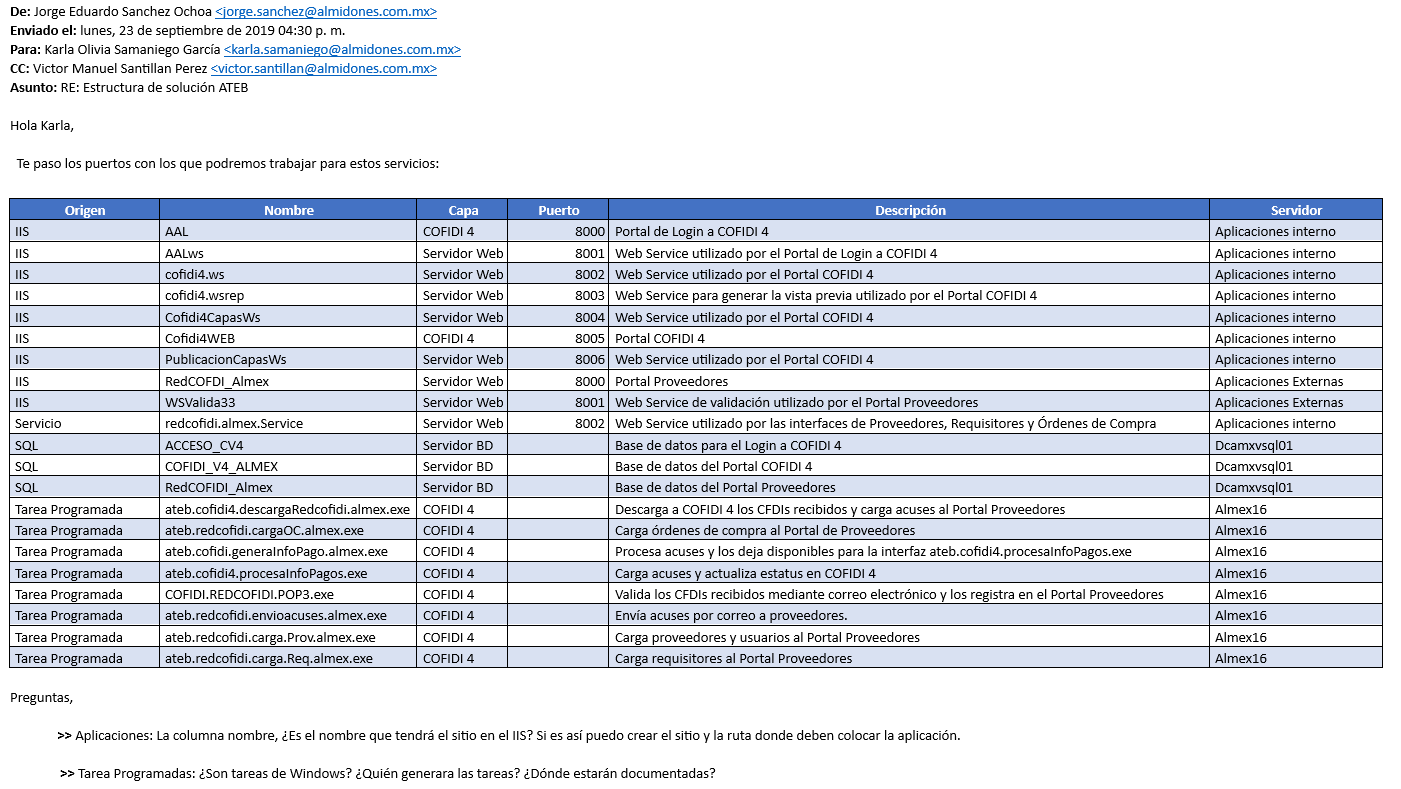 De: Jorge Eduardo Sanchez Ochoa <jorge.sanchez@almidones.com.mx>
Enviado el: lunes, 23 de septiembre de 2019 04:30 p. m.
Para: Karla Olivia Samaniego García <karla.samaniego@almidones.com.mx>
CC: Victor Manuel Santillan Perez <victor.santillan@almidones.com.mx>
Asunto: RE: Estructura de solución ATEB
Hola Karla,
Te paso los puertos con los que podremos trabajar para estos servicios:
Origen Nombre Capa Puerto Descripción Servidor
IIS AAL COFIDI 4 8000 Portal de Login a COFIDI 4 Aplicaciones interno
IIS AALws Servidor Web 8001 Web Service utilizado por el Portal de Login a COFIDI 4 Aplicaciones interno
IIS cofidi4.ws Servidor Web 8002 Web Service utilizado por el Portal COFIDI 4 Aplicaciones interno
IIS cofidi4.wsrep Servidor Web 8003 Web Service para generar la vista previa utilizado por el Portal COFIDI 4 Aplicaciones interno
IIS Cofidi4CapasWs Servidor Web 8004 Web Service utilizado por el Portal COFIDI 4 Aplicaciones interno
IIS Cofidi4WEB COFIDI 4 8005 Portal COFIDI 4 Aplicaciones interno
IIS PublicacionCapasWs Servidor Web 8006 Web Service utilizado por el Portal COFIDI 4 Aplicaciones interno
IIS RedCOFDI_Almex Servidor Web 8000 Portal Proveedores Aplicaciones Externas
IIS WSValida33 Servidor Web 8001 Web Service de validación utilizado por el Portal Proveedores Aplicaciones Externas
Servicio redcofidi.almex.Service Servidor Web 8002 Web Service utilizado por las interfaces de Proveedores, Requisitores y Órdenes de Compra Aplicaciones interno
SQL ACCESO_CV4 Servidor BD Base de datos para el Login a COFIDI 4 Dcamxvsql01
SQL COFIDI_V4_ALMEX Servidor BD Base de datos del Portal COFIDI 4 Dcamxvsql01
SQL RedCOFIDI_Almex Servidor BD Base de datos del Portal Proveedores Dcamxvsql01
Tarea Programada ateb.cofidi4.descargaRedcofidi.almex.exe COFIDI 4 Descarga a COFIDI 4 los CFDIs recibidos y carga acuses al Portal Proveedores Almex16
Tarea Programada ateb.redcofidi.cargaOC.almex.exe COFIDI 4 Carga órdenes de compra al Portal de Proveedores Almex16
Tarea Programada ateb.cofidi.generaInfoPago.almex.exe COFIDI 4 Procesa acuses y los deja disponibles para la interfaz ateb.cofidi4.procesaInfoPagos.exe Almex16
Tarea Programada ateb.cofidi4.procesaInfoPagos.exe COFIDI 4 Carga acuses y actualiza estatus en COFIDI 4 Almex16
Tarea Programada COFIDI.REDCOFIDI.POP3.exe COFIDI 4 Valida los CFDIs recibidos mediante correo electrónico y los registra en el Portal Proveedores Almex16
Tarea Programada ateb.redcofidi.envioacuses.almex.exe COFIDI 4 Envía acuses por correo a proveedores. Almex16
Tarea Programada ateb.redcofidi.carga.Prov.almex.exe COFIDI 4 Carga proveedores y usuarios al Portal Proveedores Almex16
Tarea Programada ateb.redcofidi.carga.Req.almex.exe COFIDI 4 Carga requisitores al Portal Proveedores Almex16
Preguntas,
>> Aplicaciones: La columna nombre, ¿Es el nombre que tendrá el sitio en el IIS? Si es así puedo crear el sitio y la ruta donde deben colocar la aplicación.
>> Tarea Programadas: ¿Son tareas de Windows? ¿Quién generara las tareas? ¿Dónde estarán documentadas?